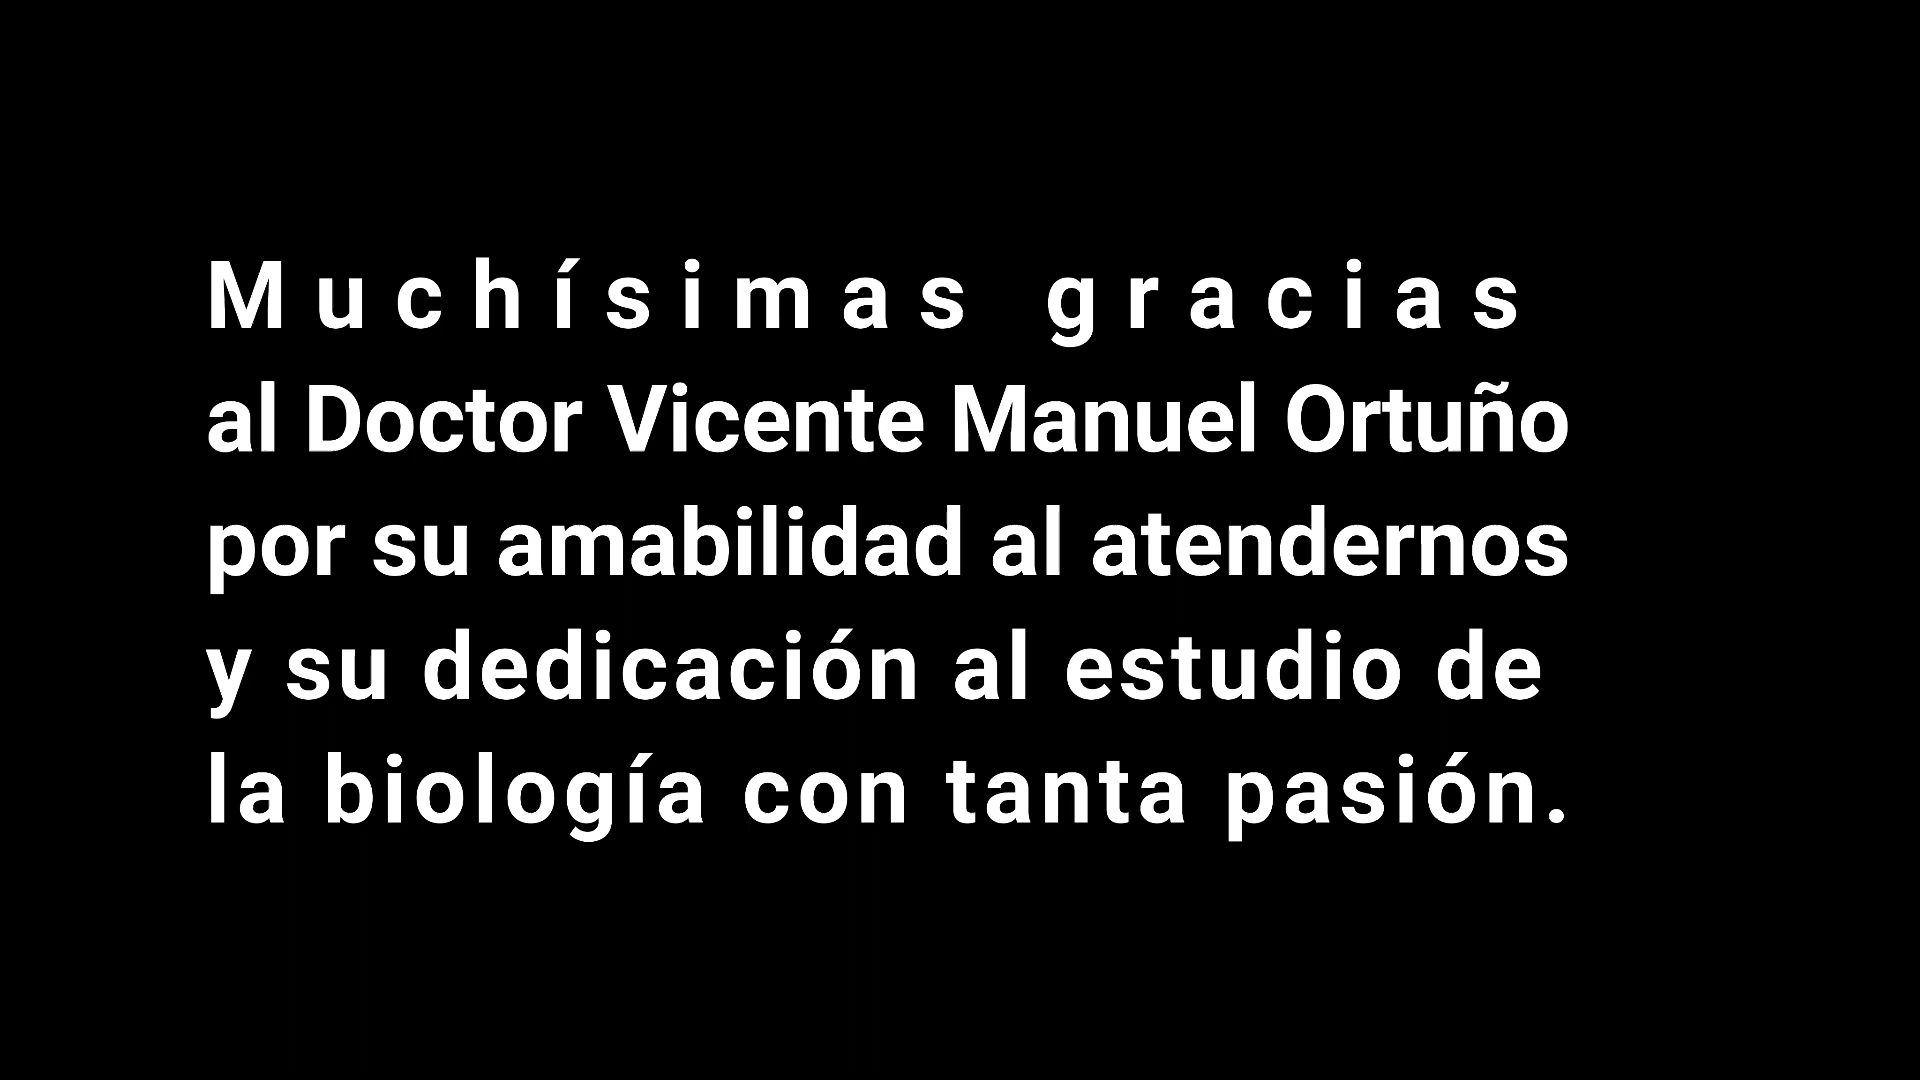 Muchísimas gracias
al Doctor Vicente Manuel Ortuño
por su amabilidad al atendernos
y su dedicación al estudio de
la biología con tanta pasión.